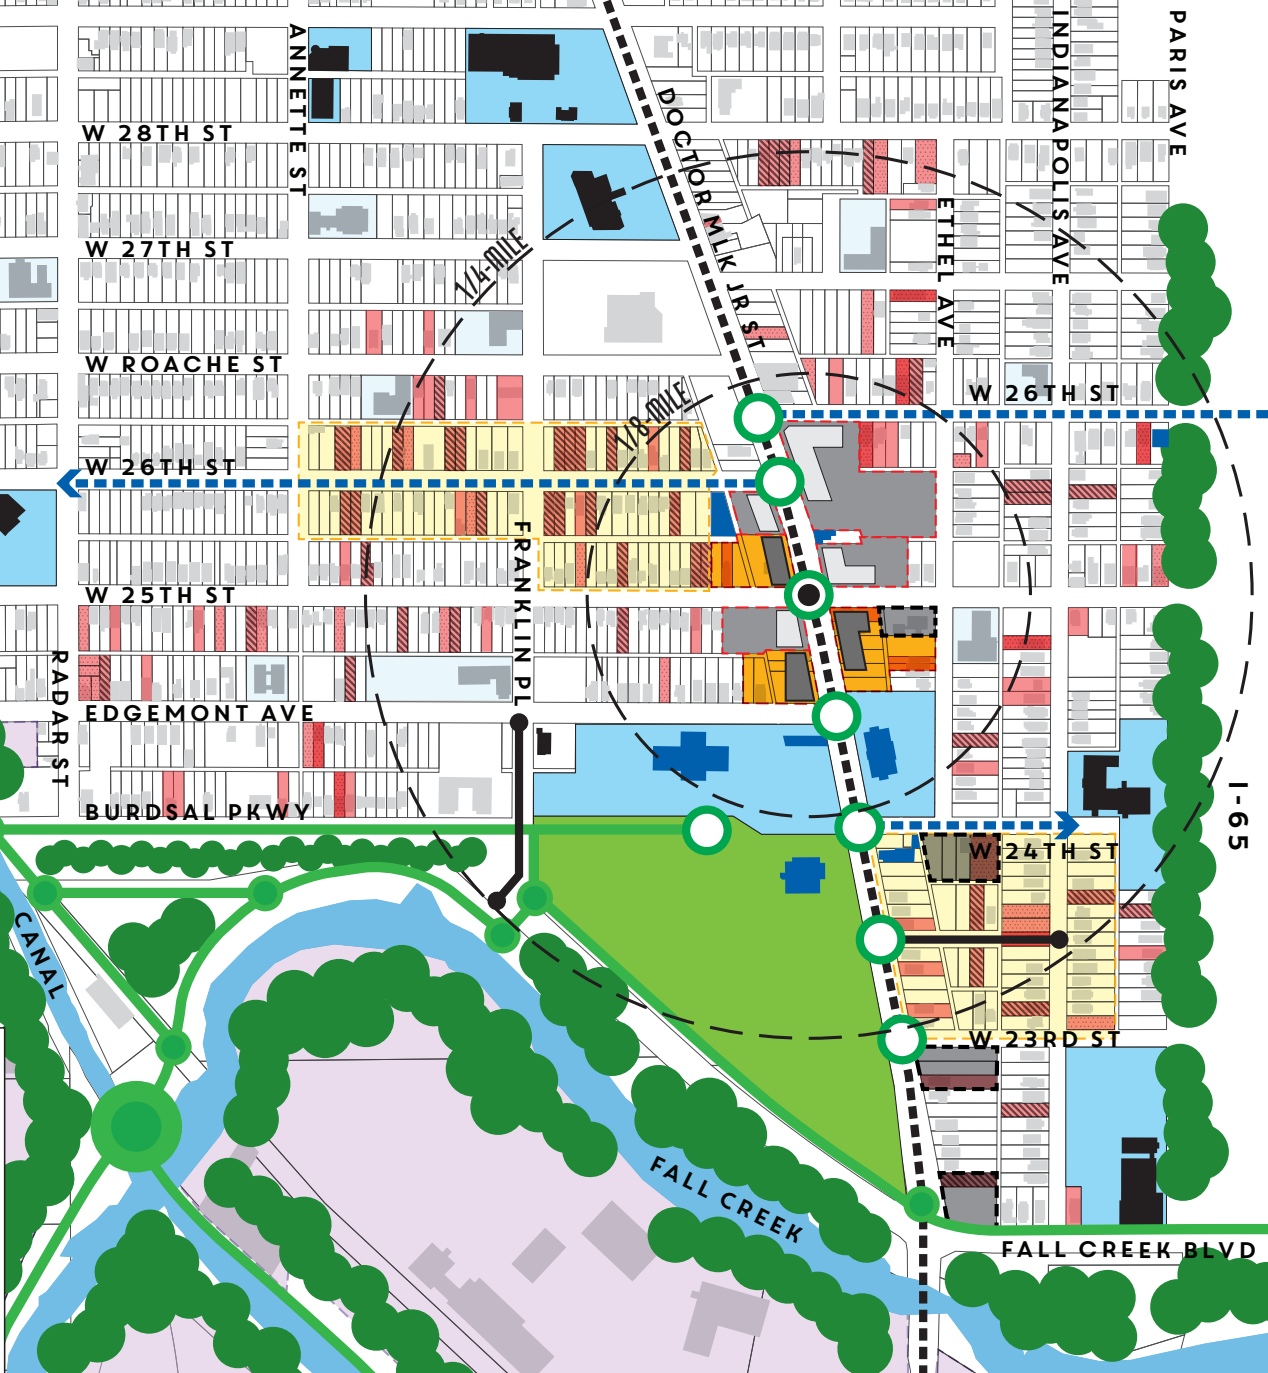 ANNETTE ST
INDIANAPOLIS AVE
PARIS AVE
DOCTOR MLK JR ST
W 28TH ST
ETHEL AVE
W 27TH ST
1/4-MILE
W ROACHE ST
1/8-MILE
W 26TH ST
W 26TH ST
FRANKLIN PL
W 25TH ST
RADAR ST
EDGEMONT AVE
BURDSAL PKWY
I-65
W 24TH ST
CANAL
W 23RD ST
FALL CREEK
FALL CREEK BLVD